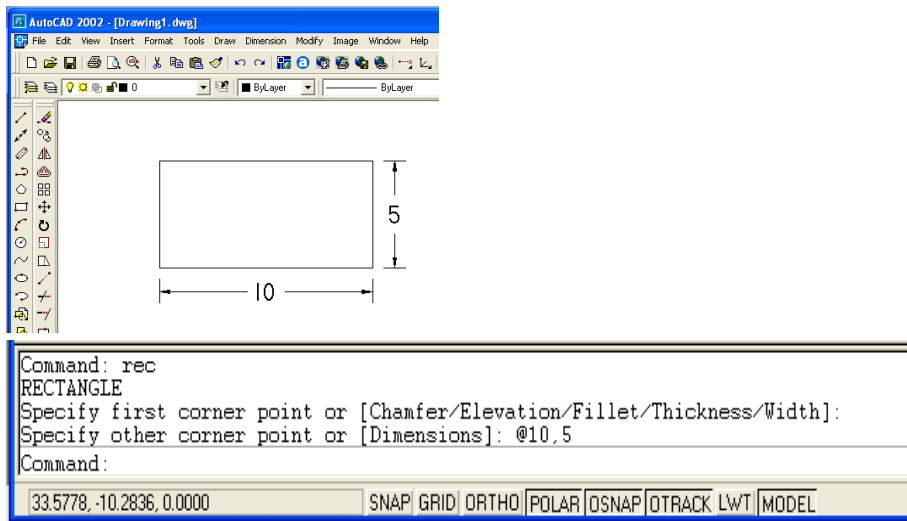 AutoCAD 2002 - [Drawing1.dwg]
File Edit View Insert Format Tools Draw Dimension Modify Image Window Help
0 ByLayer ByLayer
5
10
Command: rec
RECTANGLE
Specify first corner point or [Chamfer/Elevation/Fillet/Thickness/Width]:
Specify other corner point or [Dimensions]: @10,5
Command:
33.5778, -10.2836, 0.0000 SNAP GRID ORTHO POLAR OSNAP OTRACK LWT MODEL